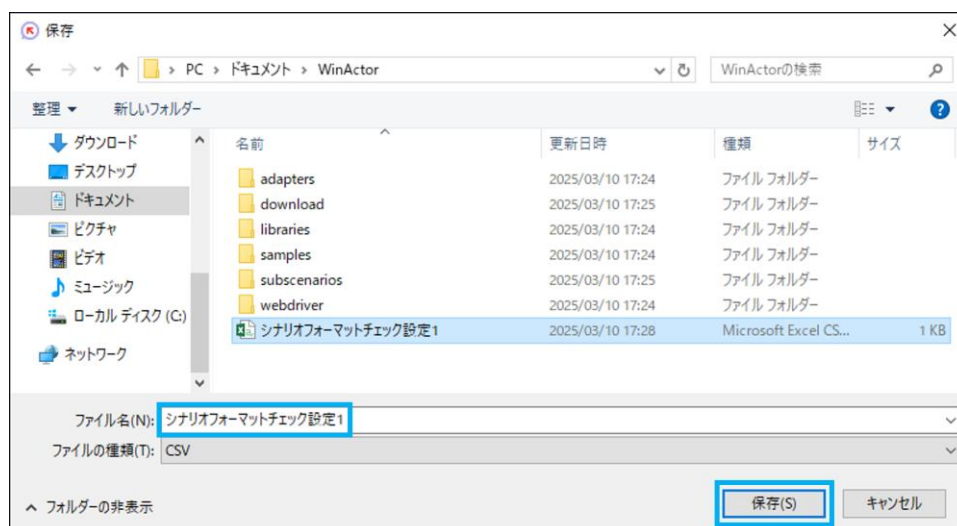 保存
PC › ドキュメント › WinActor
WinActorの検索
整理 新しいフォルダー
ダウンロード
デスクトップ
ドキュメント
ピクチャ
ビデオ
ミュージック
ローカル ディスク (C:)
ネットワーク
名前 更新日時 種類 サイズ
adapters 2025/03/10 17:24 ファイル フォルダー
download 2025/03/10 17:25 ファイル フォルダー
libraries 2025/03/10 17:24 ファイル フォルダー
samples 2025/03/10 17:24 ファイル フォルダー
subscenarios 2025/03/10 17:25 ファイル フォルダー
webdriver 2025/03/10 17:24 ファイル フォルダー
シナリオフォーマットチェック設定1 2025/03/10 17:28 Microsoft Excel CS... 1 KB
ファイル名(N): シナリオフォーマットチェック設定1
ファイルの種類(T): CSV
フォルダーの非表示 保存(S) キャンセル